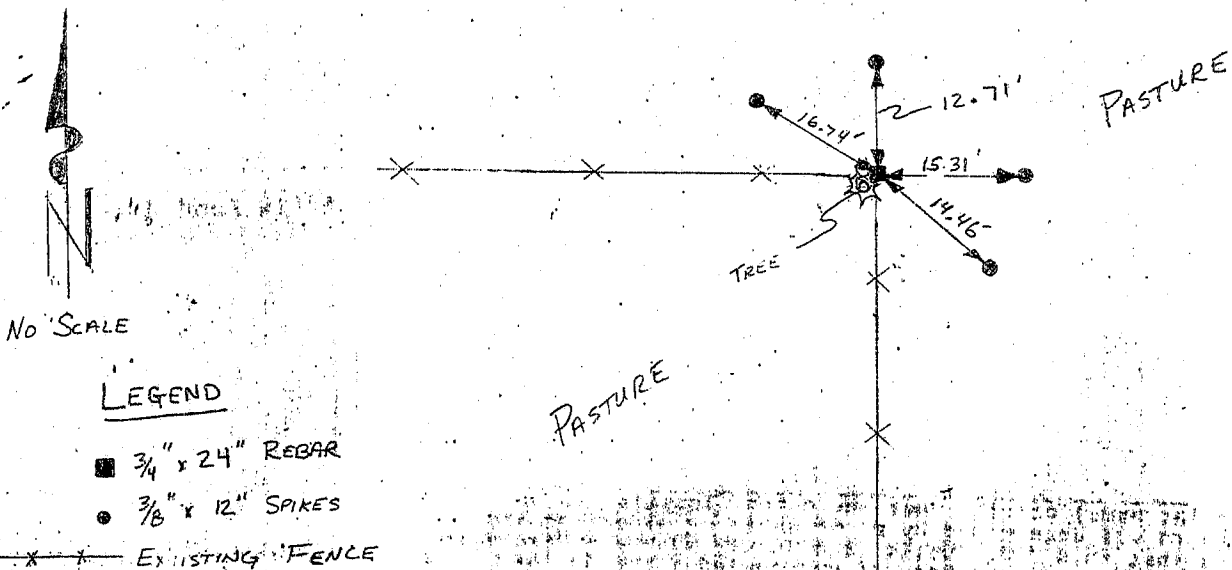 12.71'
PASTURE
16.74'
15.31'
14.46
TREE
N
NO SCALE
PASTURE
LEGEND
3/4" x 24" REBAR
3/8" x 12" SPIKES
EXISTING FENCE